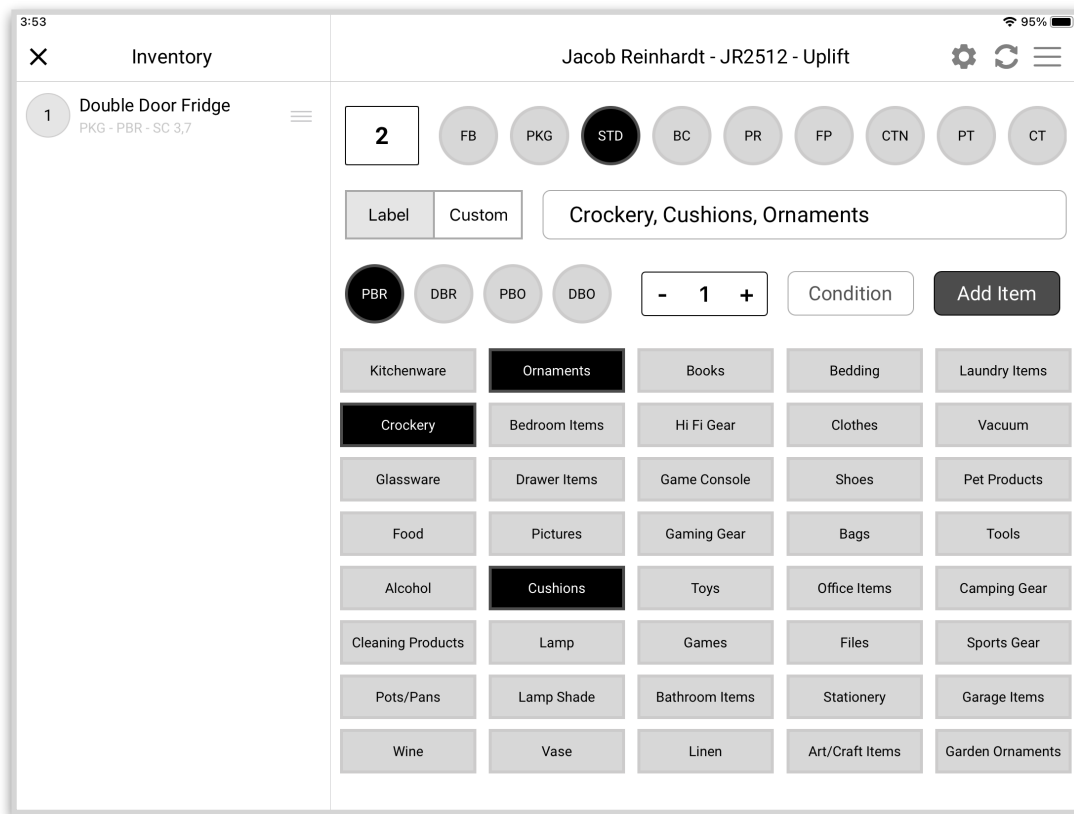 3:53
95%
Inventory
Jacob Reinhardt - JR2512 - Uplift
1
Double Door Fridge
PKG - PBR - SC 3,7
2
FB
PKG
STD
BC
PR
FP
CTN
PT
CT
Label
Custom
Crockery, Cushions, Ornaments
PBR
DBR
PBO
DBO
- 1 +
Condition
Add Item
Kitchenware
Ornaments
Books
Bedding
Laundry Items
Crockery
Bedroom Items
Hi Fi Gear
Clothes
Vacuum
Glassware
Drawer Items
Game Console
Shoes
Pet Products
Food
Pictures
Gaming Gear
Bags
Tools
Alcohol
Cushions
Toys
Office Items
Camping Gear
Cleaning Products
Lamp
Games
Files
Sports Gear
Pots/Pans
Lamp Shade
Bathroom Items
Stationery
Garage Items
Wine
Vase
Linen
Art/Craft Items
Garden Ornaments